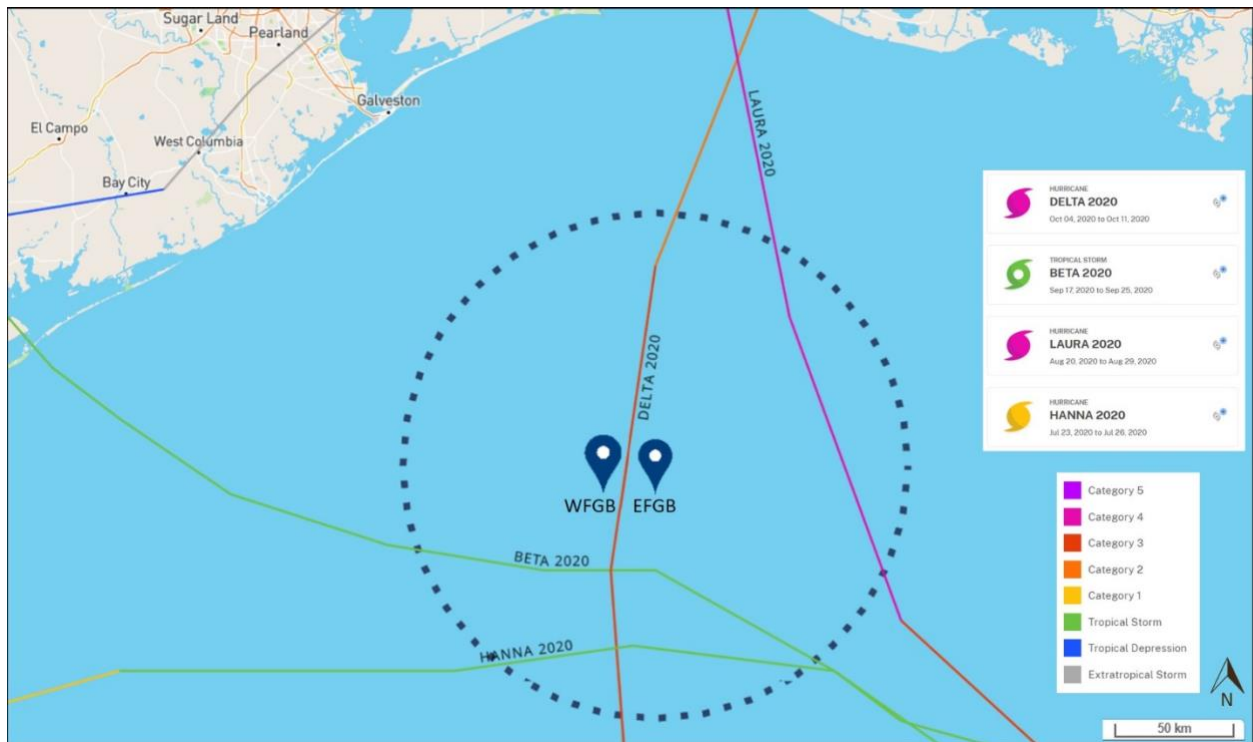 Sugar Land
Pearland
Galveston
El Campo
West Columbia
Bay City
LAURA 2020
DELTA 2020
WFGB
EFGB
BETA 2020
HANNA 2020
HURRICANE
DELTA 2020
Oct 04, 2020 to Oct 11, 2020
TROPICAL STORM
BETA 2020
Sep 17, 2020 to Sep 25, 2020
HURRICANE
LAURA 2020
Aug 20, 2020 to Aug 29, 2020
HURRICANE
HANNA 2020
Jul 23, 2020 to Jul 26, 2020
Category 5
Category 4
Category 3
Category 2
Category 1
Tropical Storm
Tropical Depression
Extratropical Storm
N
50 km